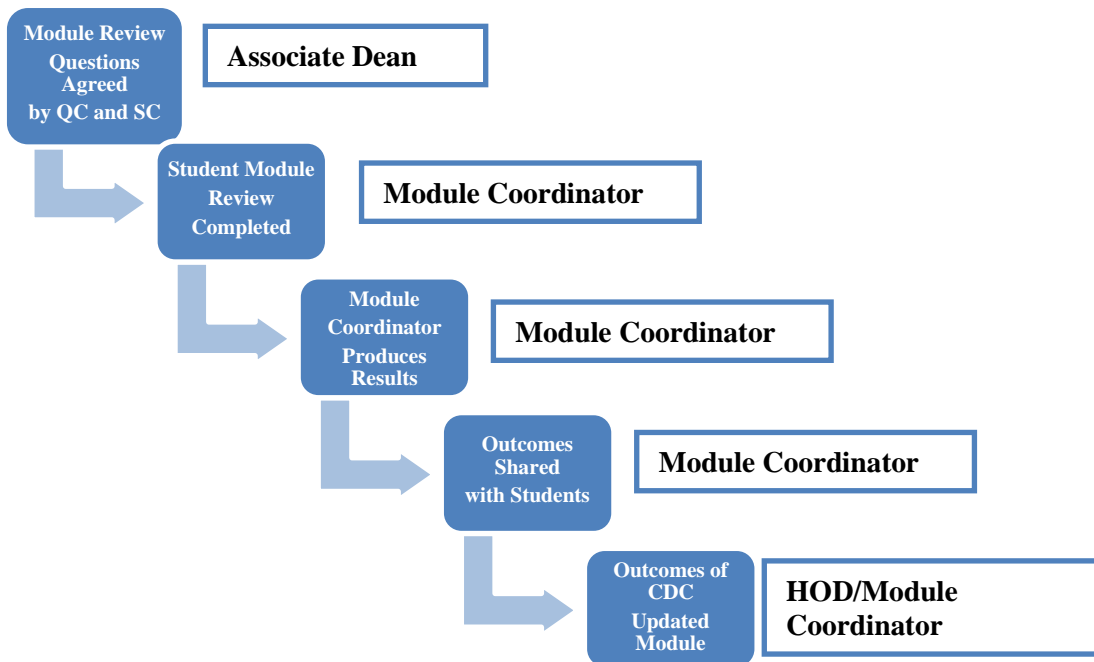 Module Review
Questions
Agreed
by QC and SC
Associate Dean
Student Module
Review
Completed
Module Coordinator
Module
Coordinator
Produces
Results
Module Coordinator
Outcomes
Shared
with Students
Module Coordinator
Outcomes of
CDC
Updated
Module
HOD/Module
Coordinator